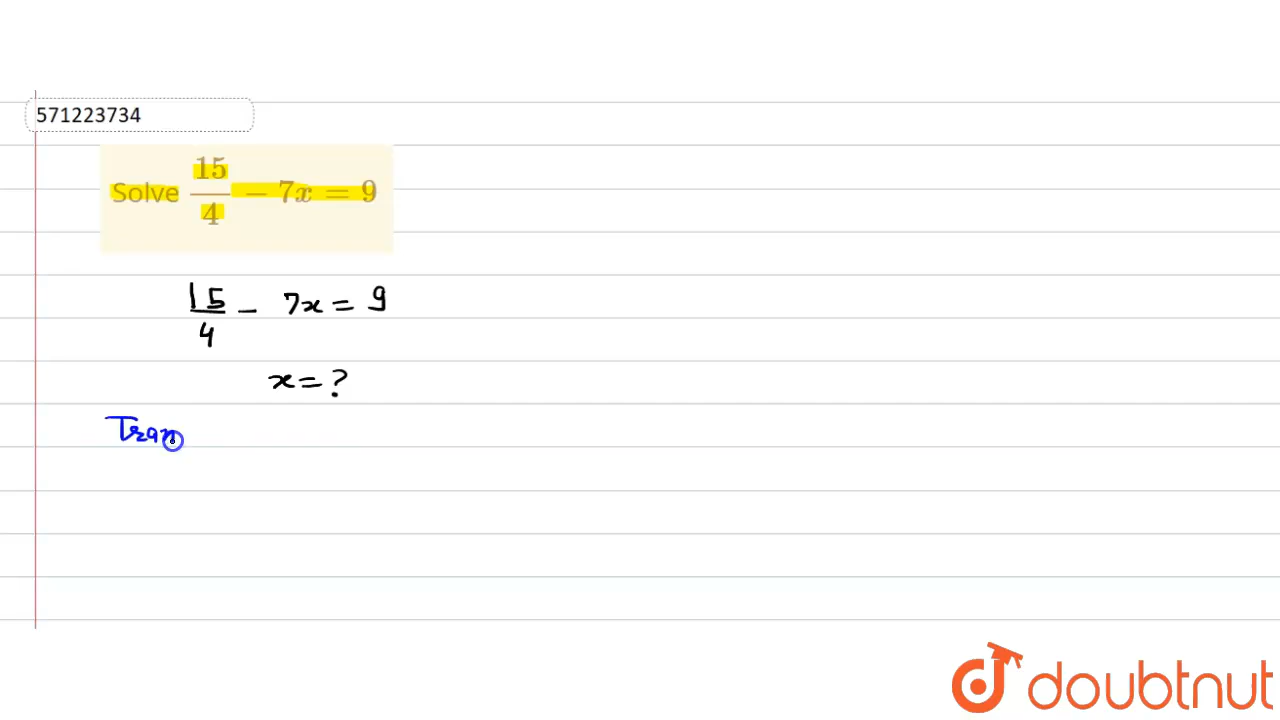 571223734
Solve 15/4 − 7x = 9
15/4 − 7x = 9
x = ?
Tran
doubtnut